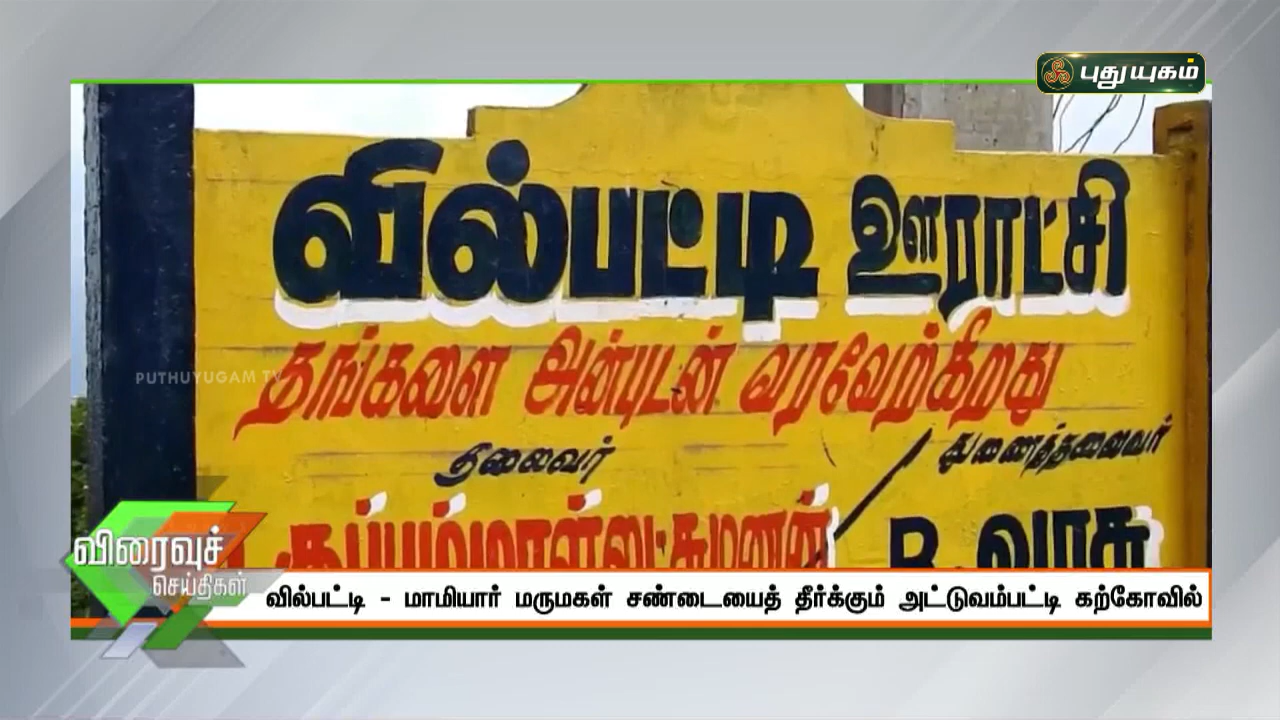 புதுயுகம்
வில்பட்டி ஊராட்சி
தங்களை அன்புடன் வரவேற்கிறது
PUTHUYUGAM TV
தலைவர் துணைத்தலைவர்
R.வாசு
விரைவுச்
செய்திகள்
வில்பட்டி - மாமியார் மருமகள் சண்டையைத் தீர்க்கும் அட்டுவம்பட்டி கற்கோவில்